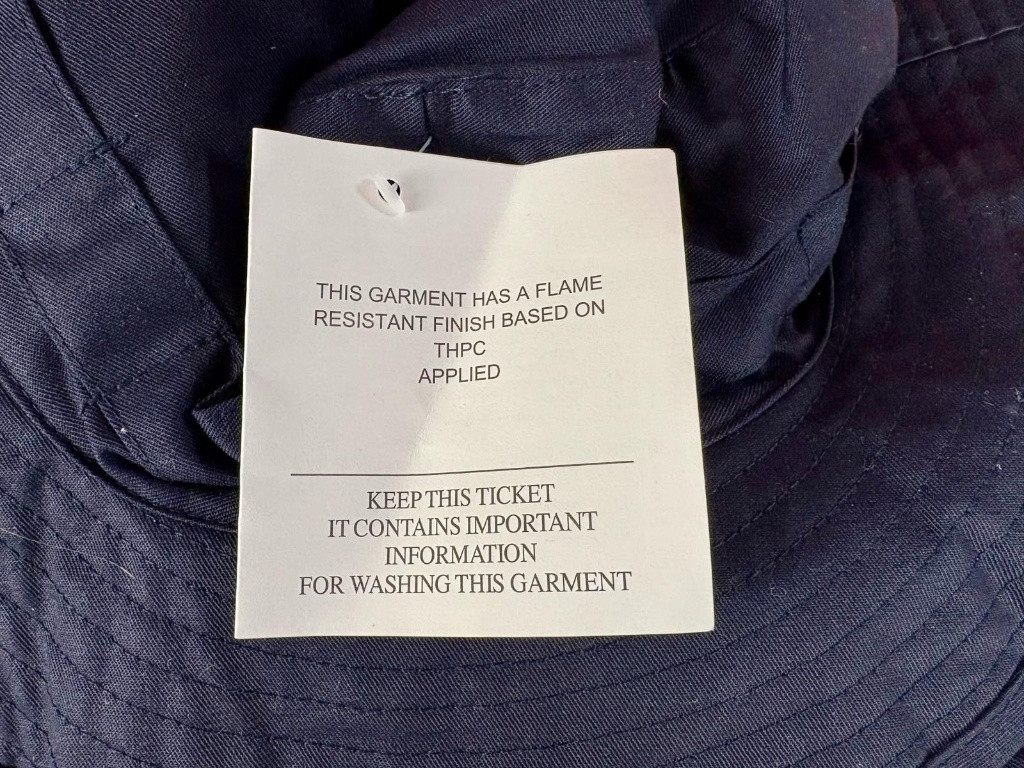 THIS GARMENT HAS A FLAME
RESISTANT FINISH BASED ON
THPC
APPLIED
KEEP THIS TICKET
IT CONTAINS IMPORTANT
INFORMATION
FOR WASHING THIS GARMENT